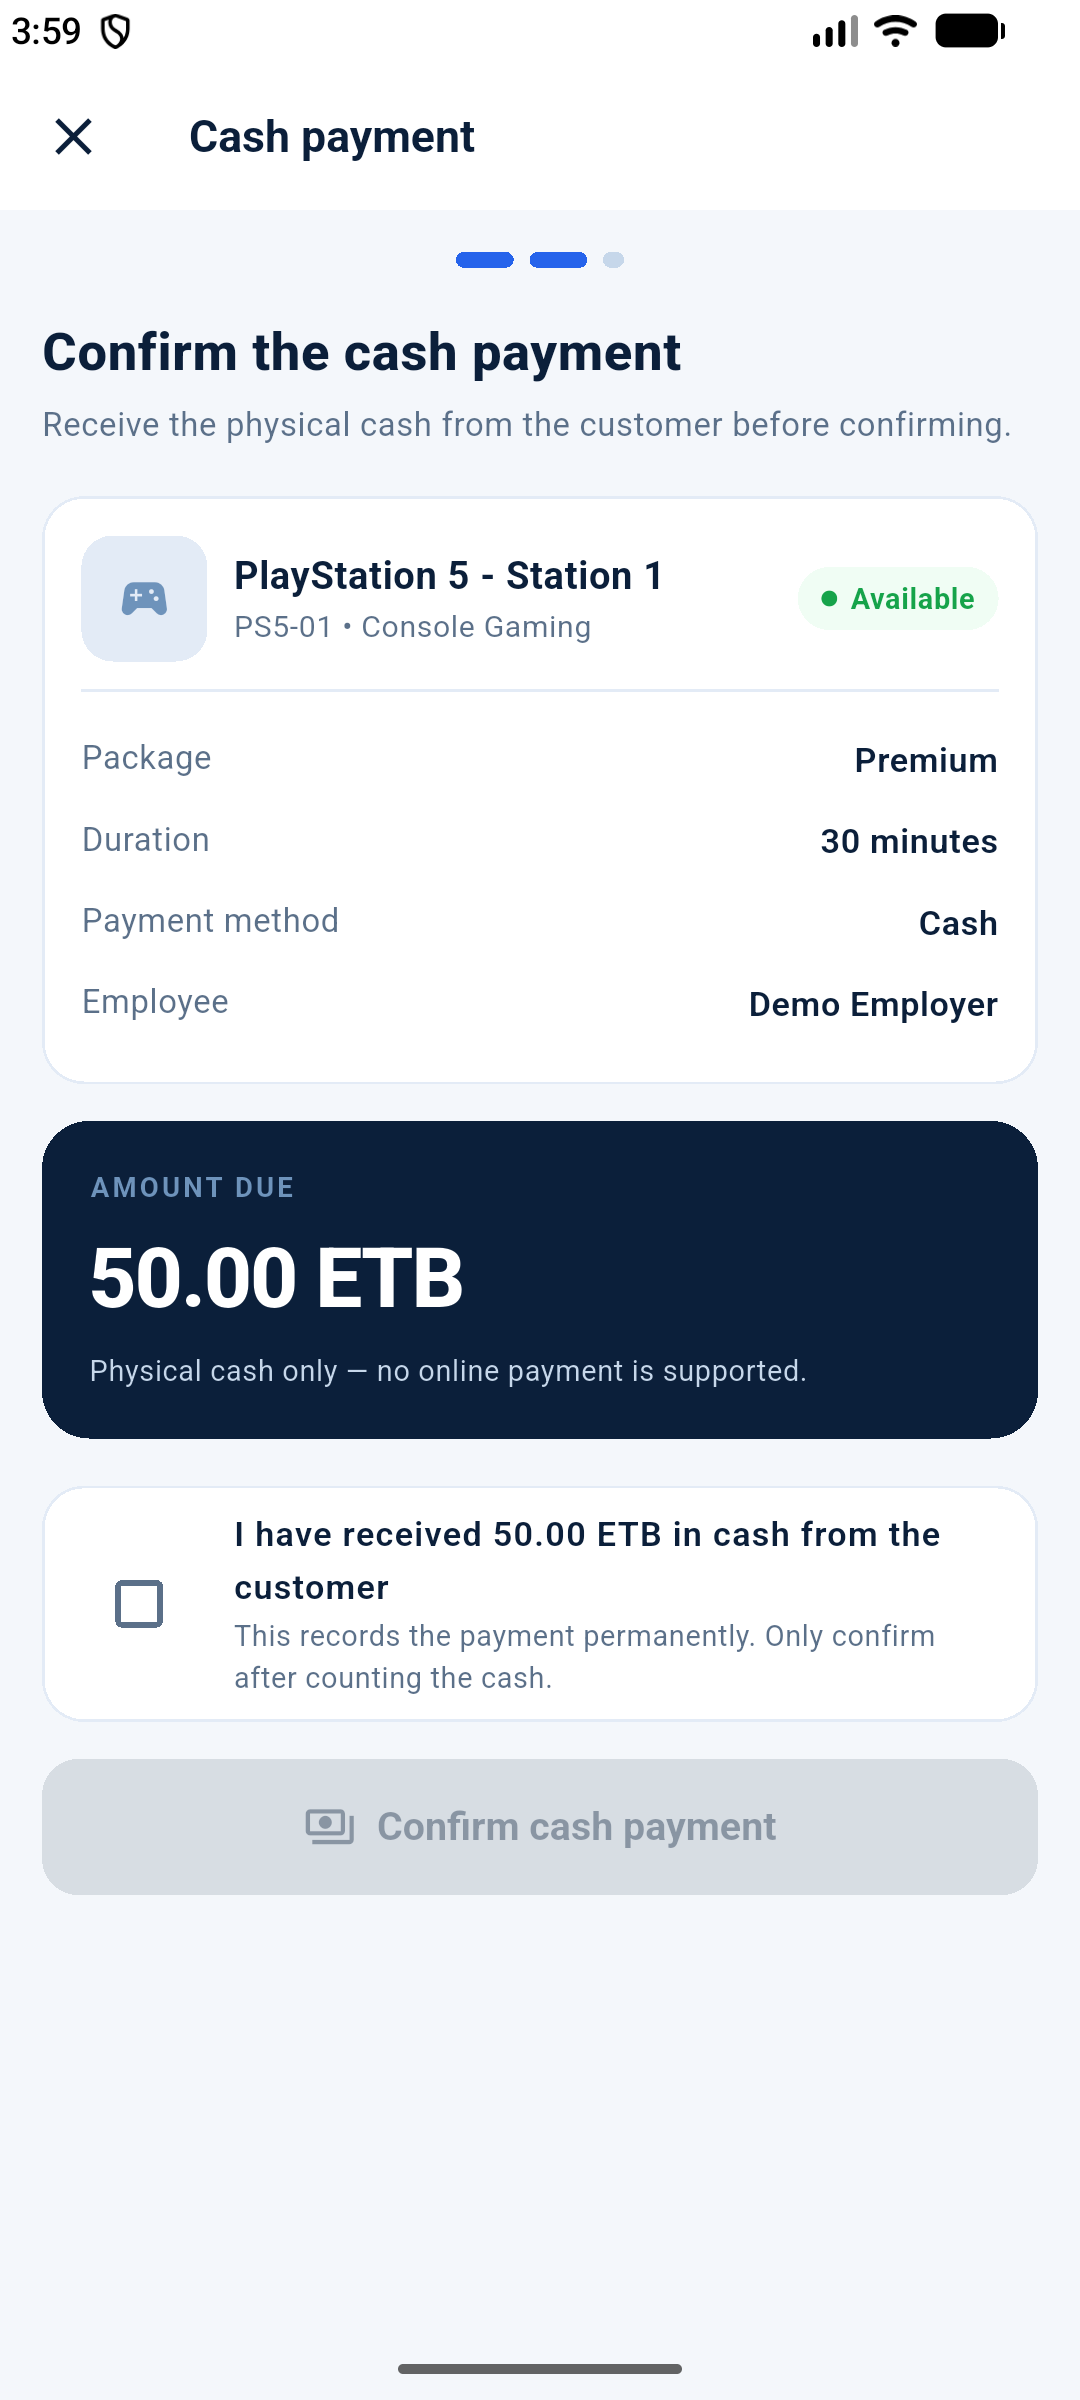 3:59
Cash payment
Confirm the cash payment
Receive the physical cash from the customer before confirming.
PlayStation 5 - Station 1
PS5-01 • Console Gaming
Available
Package
Premium
Duration
30 minutes
Payment method
Cash
Employee
Demo Employer
AMOUNT DUE
50.00 ETB
Physical cash only — no online payment is supported.
I have received 50.00 ETB in cash from the
customer
This records the payment permanently. Only confirm
after counting the cash.
Confirm cash payment